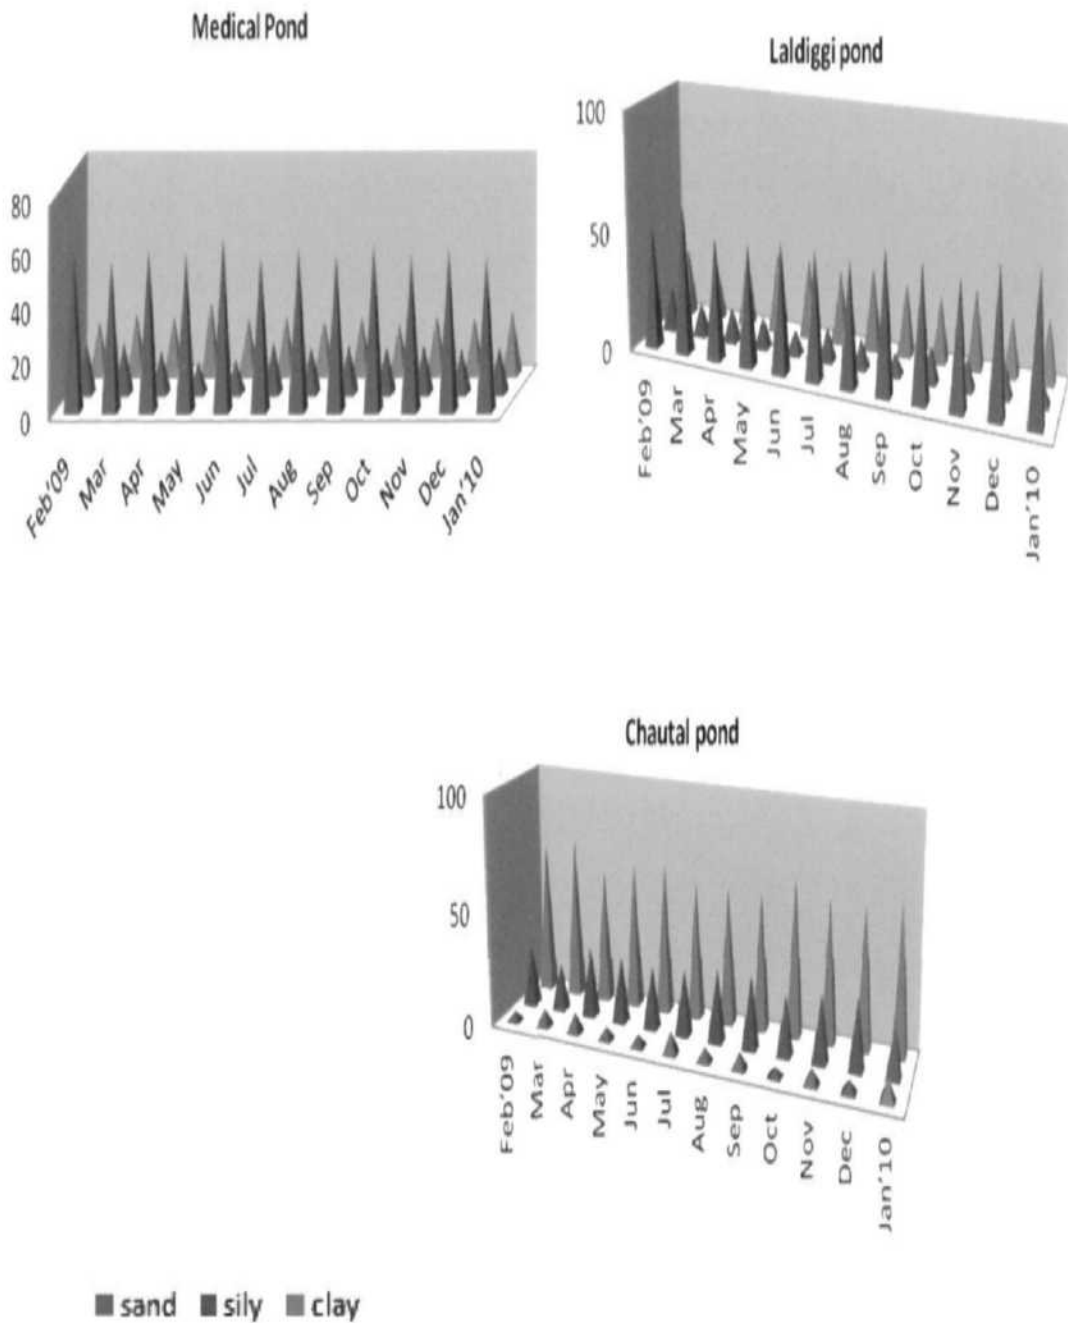 Medical Pond
80
60
40
20
0
Feb'09 Mar Apr May Jun Jul Aug Sep Oct Nov Dec Jan'10
Laldiggi pond
100
50
0
Feb'09 Mar Apr May Jun Jul Aug Sep Oct Nov Dec Jan'10
Chautal pond
100
50
0
Feb'09 Mar Apr May Jun Jul Aug Sep Oct Nov Dec Jan'10
sand sily clay